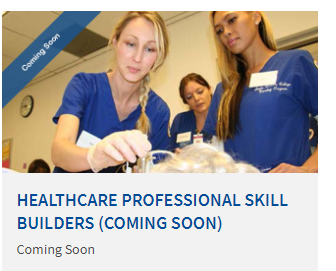 Coming Soon
HEALTHCARE PROFESSIONAL SKILL
BUILDERS (COMING SOON)
Coming Soon